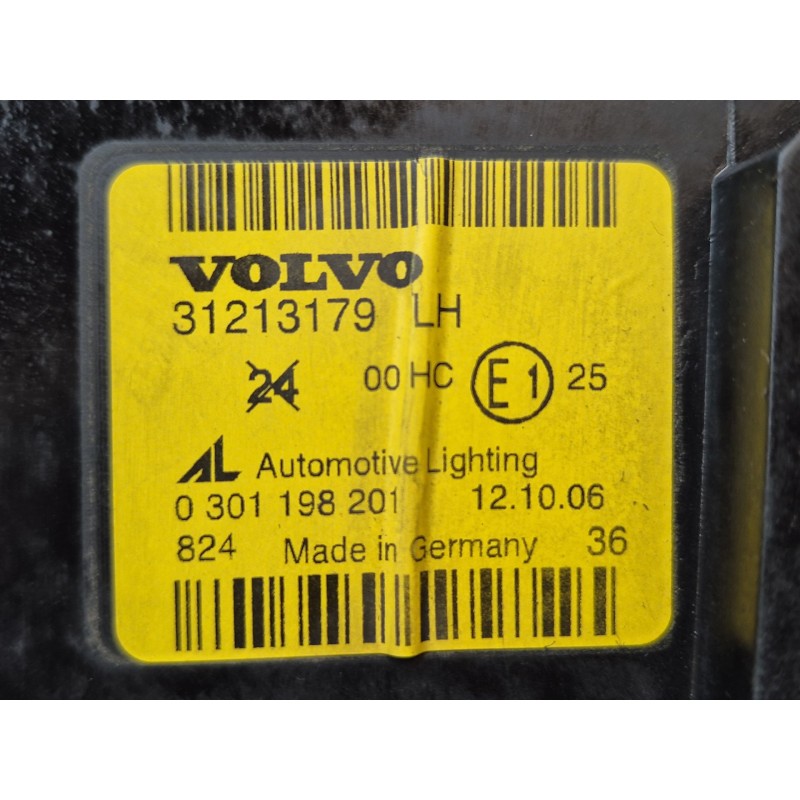 VOLVO
31213179 LH
24 00 HC E1 25
AL Automotive Lighting
0 301 198 201 12.10.06
824 Made in Germany 36